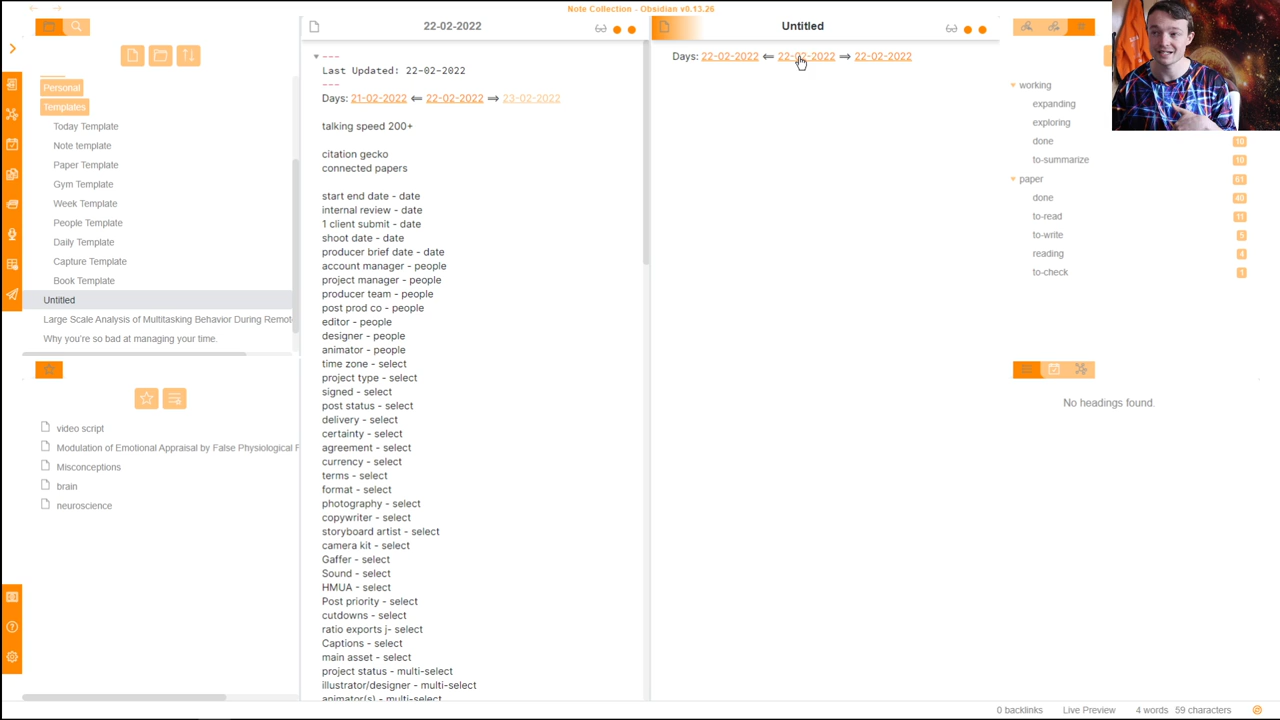 Note Collection - Obsidian v0.13.26
22-02-2022
Untitled
Personal
Templates
Today Template
Note template
Paper Template
Gym Template
Week Template
People Template
Daily Template
Capture Template
Book Template
Untitled
Large Scale Analysis of Multitasking Behavior During Remot
Why you're so bad at managing your time.
video script
Modulation of Emotional Appraisal by False Physiological F
Misconceptions
brain
neuroscience
---
Last Updated: 22-02-2022
---
Days: 21-02-2022 ⟸ 22-02-2022 ⟹ 23-02-2022
talking speed 200+
citation gecko
connected papers
start end date - date
internal review - date
1 client submit - date
shoot date - date
producer brief date - date
account manager - people
project manager - people
producer team - people
post prod co - people
editor - people
designer - people
animator - people
time zone - select
project type - select
signed - select
post status - select
delivery - select
certainty - select
agreement - select
currency - select
terms - select
format - select
photography - select
copywriter - select
storyboard artist - select
camera kit - select
Gaffer - select
Sound - select
HMUA - select
Post priority - select
cutdowns - select
ratio exports j- select
Captions - select
main asset - select
project status - multi-select
illustrator/designer - multi-select
animator(s) - multi-select
Days: 22-02-2022 ⟸ 22-02-2022 ⟹ 22-02-2022
working
expanding
exploring
done 10
to-summarize 10
paper 61
done 40
to-read 11
to-write 5
reading 4
to-check 1
No headings found.
0 backlinks Live Preview 4 words 59 characters